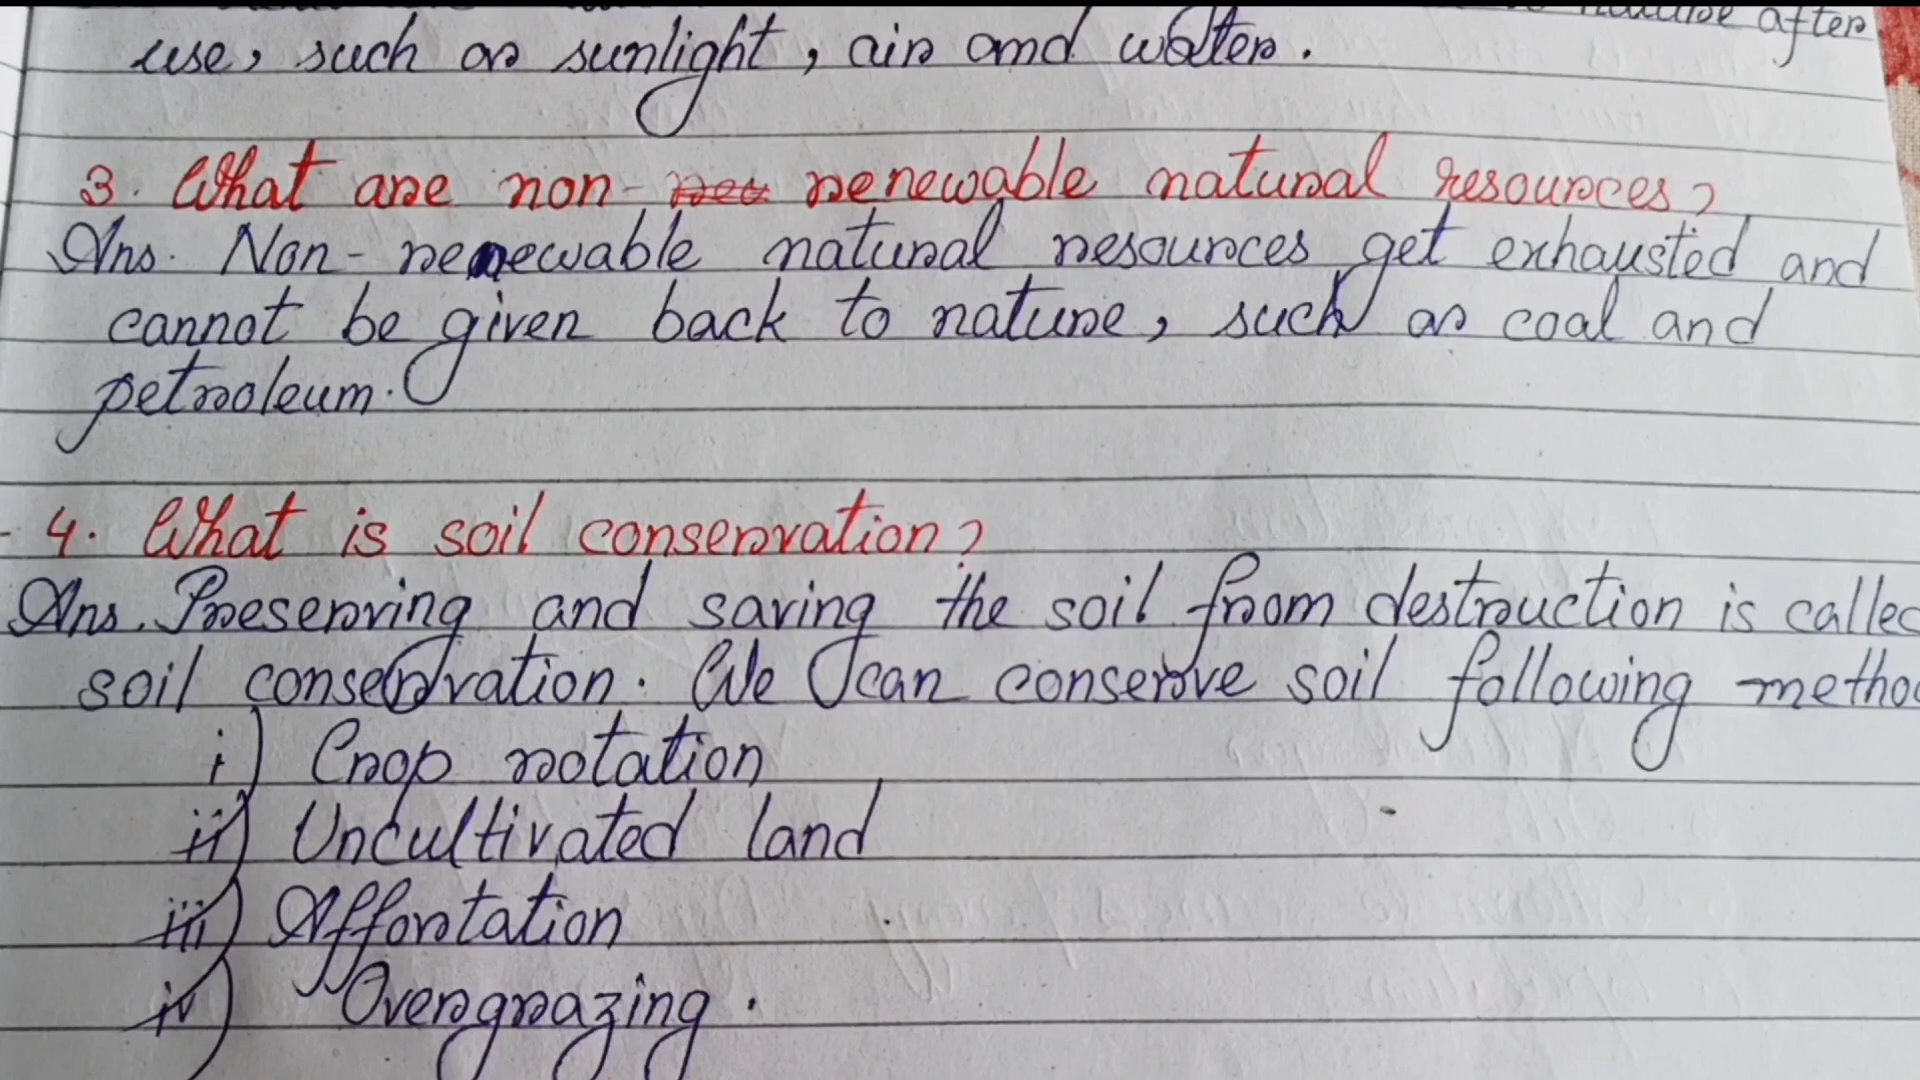 nature after
use, such as sunlight, air and water.
3. What are non- renewable natural resources?
Ans. Non-renewable natural resources get exhausted and
cannot be given back to nature, such as coal and
petroleum.
4. What is soil conservation?
Ans. Preserving and saving the soil from destruction is called
soil conservation. We can conserve soil following metho
i) Crop rotation
ii) Uncultivated land
iii) Affortation
iv) Overgrazing.